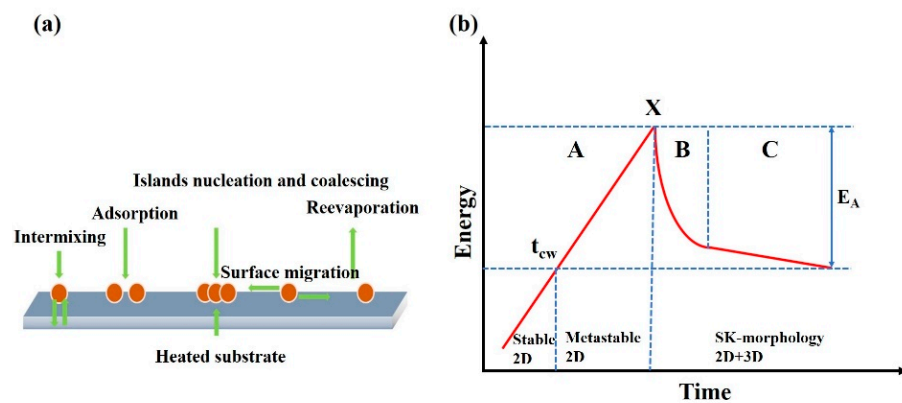 (a)
Islands nucleation and coalescing
Adsorption
Reevaporation
Intermixing
Surface migration
Heated substrate
(b)
X
A
B
C
E_A
t_cw
Energy
Stable
2D
Metastable
2D
SK-morphology
2D+3D
Time